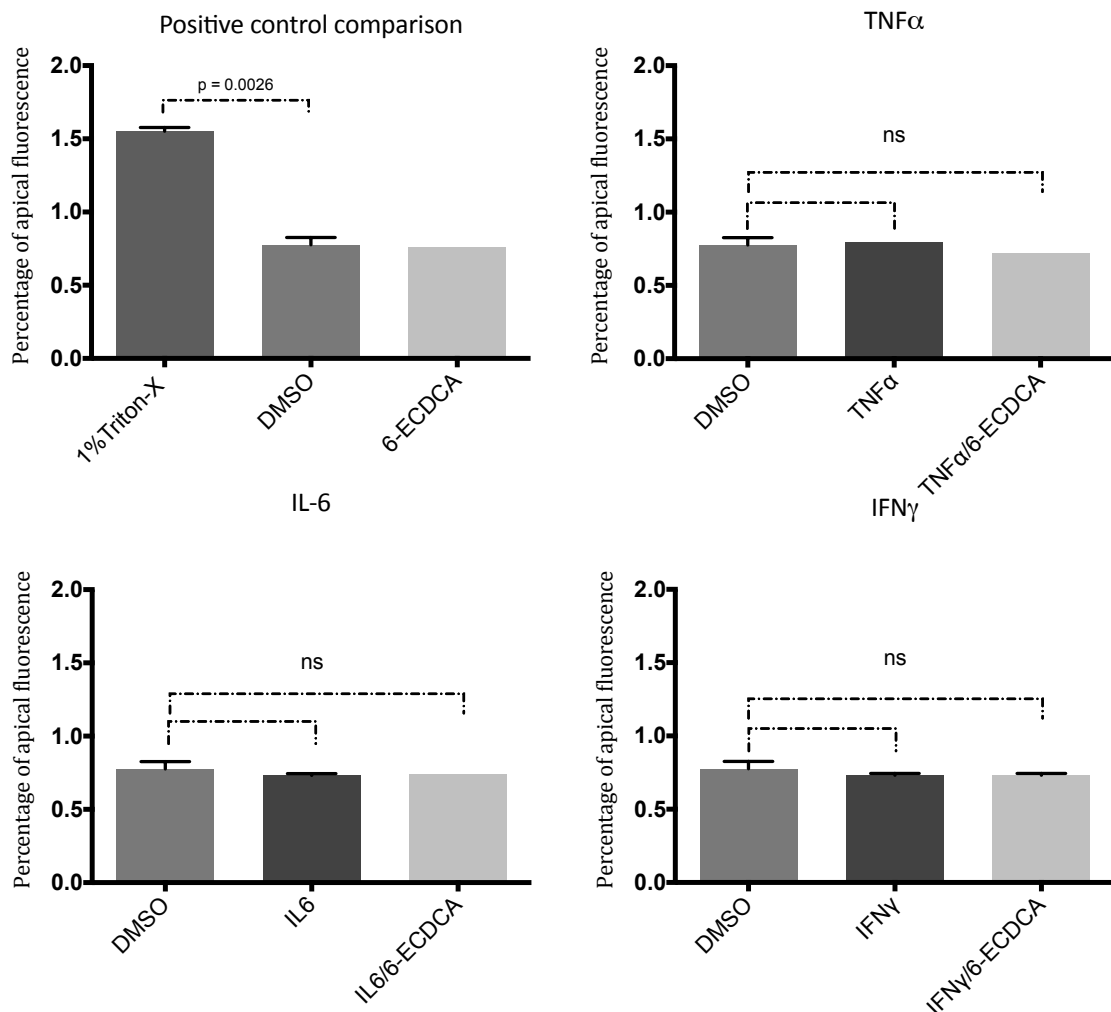 Positive control comparison
Percentage of apical fluorescence
2.0
1.5
1.0
0.5
0.0
p = 0.0026
1%Triton-X
DMSO
6-ECDCA
TNFα
Percentage of apical fluorescence
2.0
1.5
1.0
0.5
0.0
ns
DMSO
TNFα
TNFα/6-ECDCA
IL-6
Percentage of apical fluorescence
2.0
1.5
1.0
0.5
0.0
ns
DMSO
IL6
IL6/6-ECDCA
IFNγ
Percentage of apical fluorescence
2.0
1.5
1.0
0.5
0.0
ns
DMSO
IFNγ
IFNγ/6-ECDCA